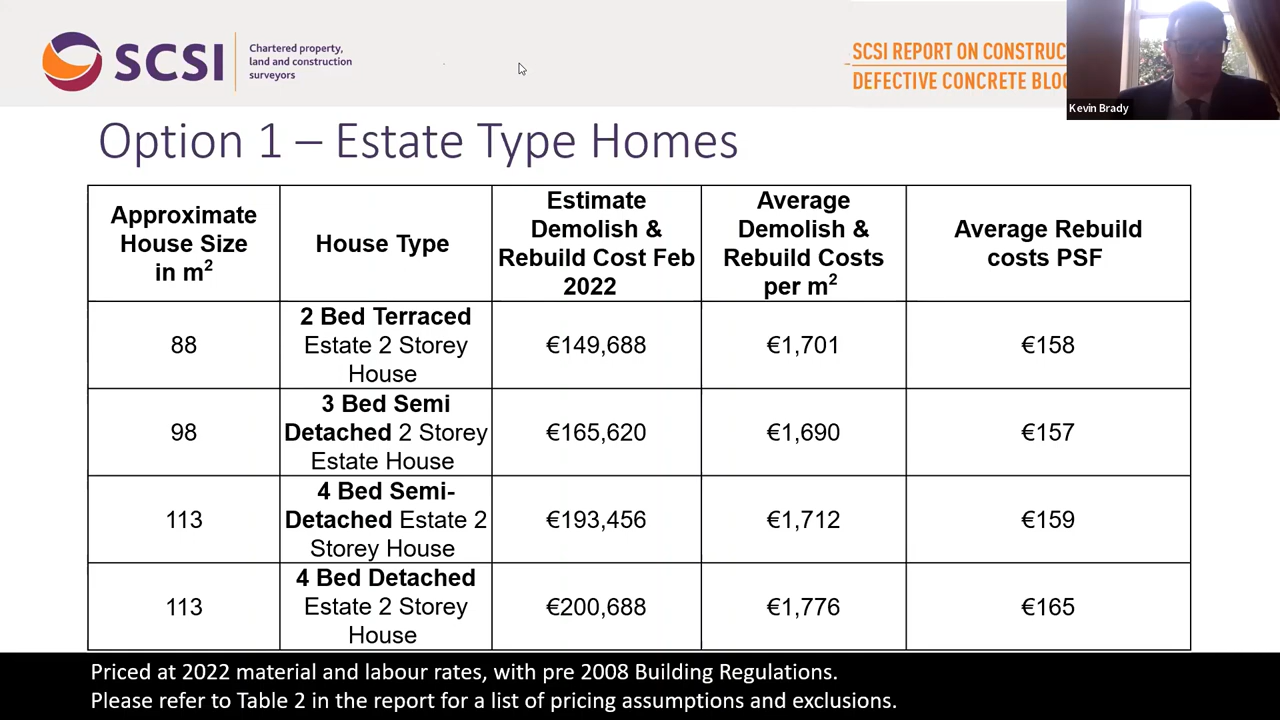 SCSI
Chartered property,
land and construction
surveyors
SCSI REPORT ON CONSTRUC
DEFECTIVE CONCRETE BLO
Kevin Brady
Option 1 – Estate Type Homes
Approximate
House Size
in m²
House Type
Estimate
Demolish &
Rebuild Cost Feb
2022
Average
Demolish &
Rebuild Costs
per m²
Average Rebuild
costs PSF
88
2 Bed Terraced
Estate 2 Storey
House
€149,688
€1,701
€158
98
3 Bed Semi
Detached 2 Storey
Estate House
€165,620
€1,690
€157
113
4 Bed Semi-
Detached Estate 2
Storey House
€193,456
€1,712
€159
113
4 Bed Detached
Estate 2 Storey
House
€200,688
€1,776
€165
Priced at 2022 material and labour rates, with pre 2008 Building Regulations.
Please refer to Table 2 in the report for a list of pricing assumptions and exclusions.